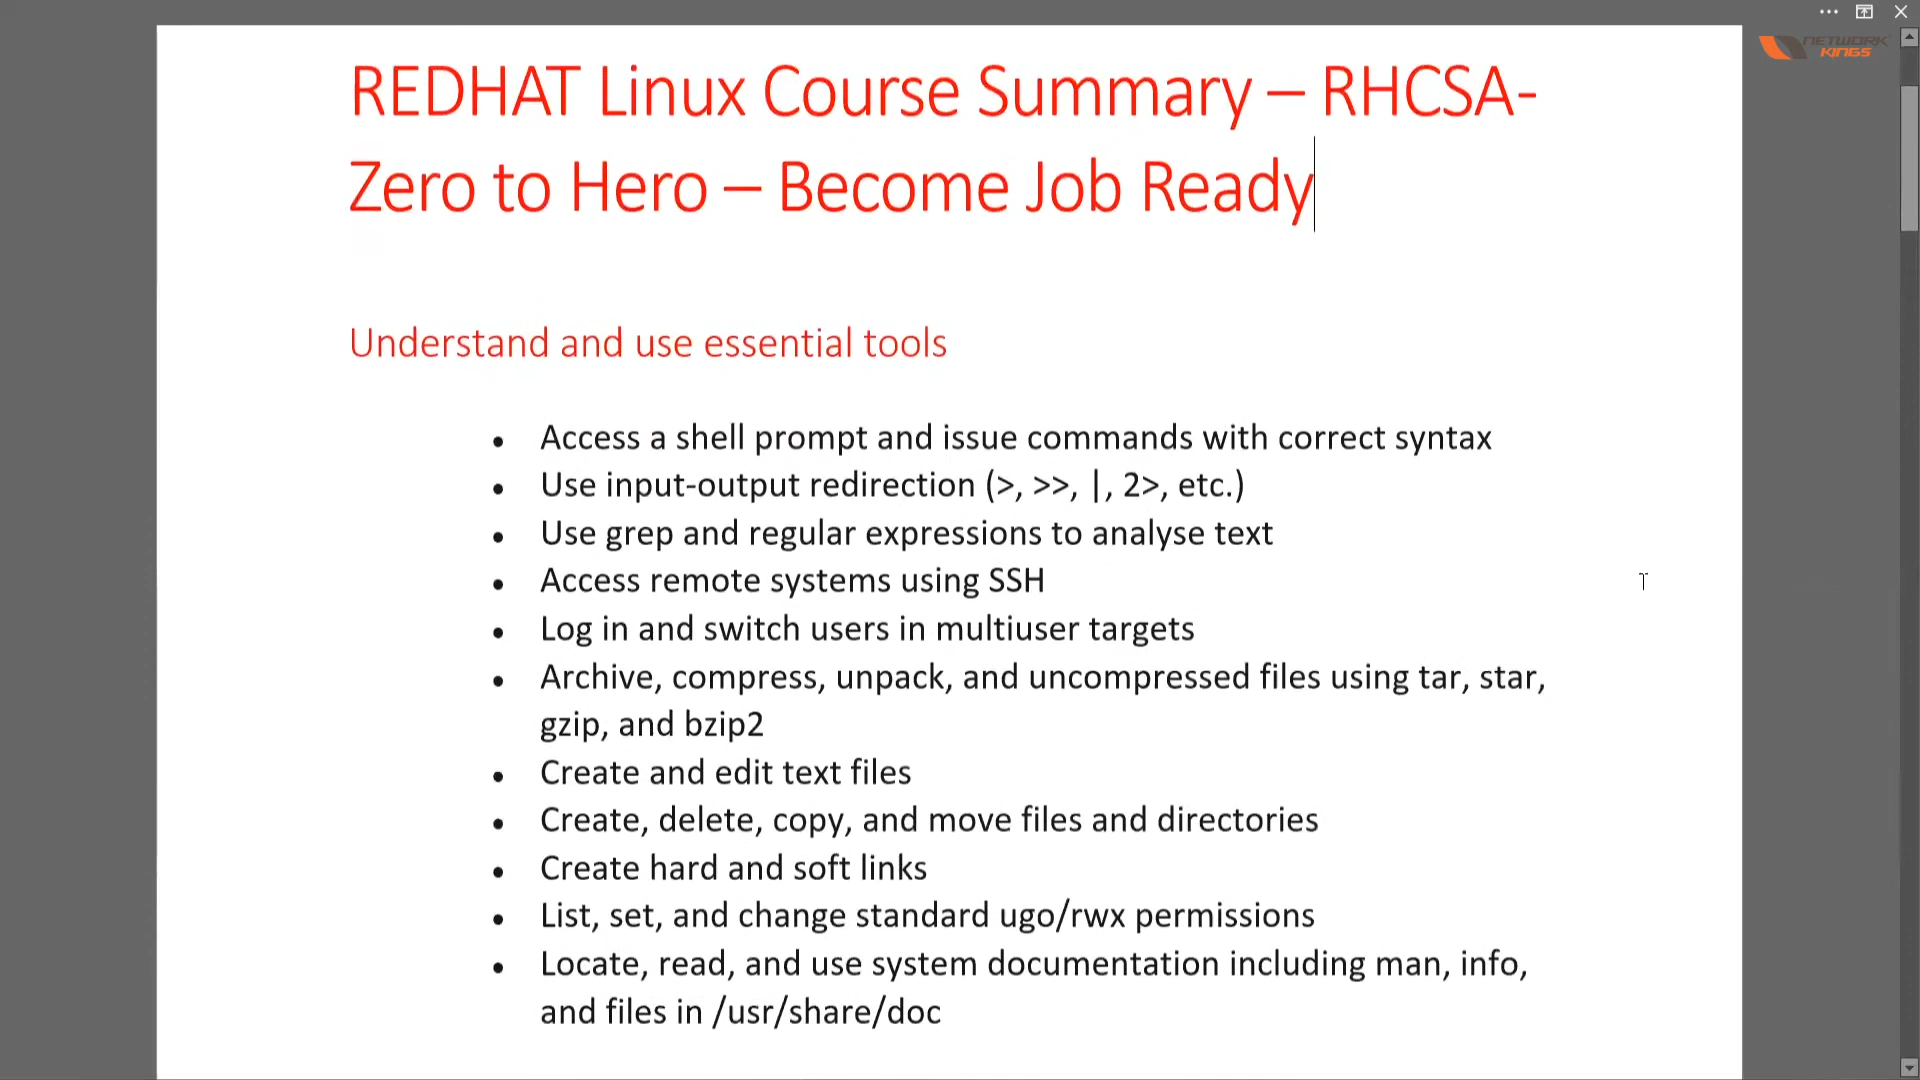 NETWORK
KINGS
REDHAT Linux Course Summary – RHCSA-
Zero to Hero – Become Job Ready
Understand and use essential tools
• Access a shell prompt and issue commands with correct syntax
• Use input-output redirection (>, >>, |, 2>, etc.)
• Use grep and regular expressions to analyse text
• Access remote systems using SSH
• Log in and switch users in multiuser targets
• Archive, compress, unpack, and uncompressed files using tar, star,
gzip, and bzip2
• Create and edit text files
• Create, delete, copy, and move files and directories
• Create hard and soft links
• List, set, and change standard ugo/rwx permissions
• Locate, read, and use system documentation including man, info,
and files in /usr/share/doc